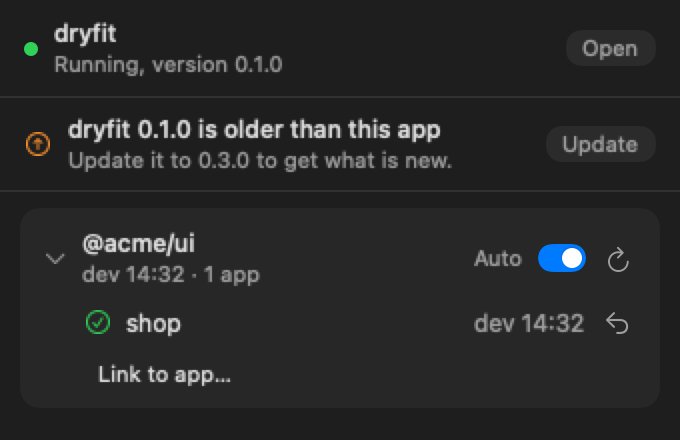 dryfit
Running, version 0.1.0
Open
dryfit 0.1.0 is older than this app
Update it to 0.3.0 to get what is new.
Update
@acme/ui
dev 14:32 · 1 app
Auto
shop
dev 14:32
Link to app...